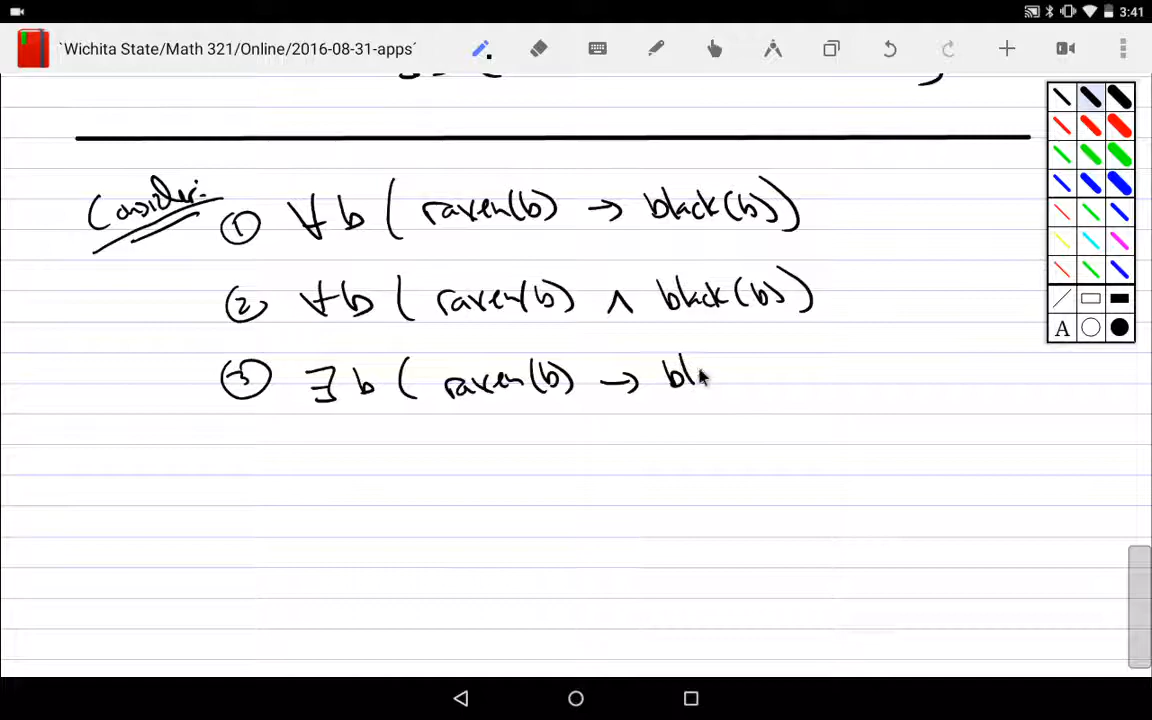 3:41
`Wichita State/Math 321/Online/2016-08-31-apps´
Consider:
① ∀ b ( raven(b) → black(b))
② ∀ b ( raven(b) ∧ black(b))
③ ∃ b ( raven(b) → bl
A